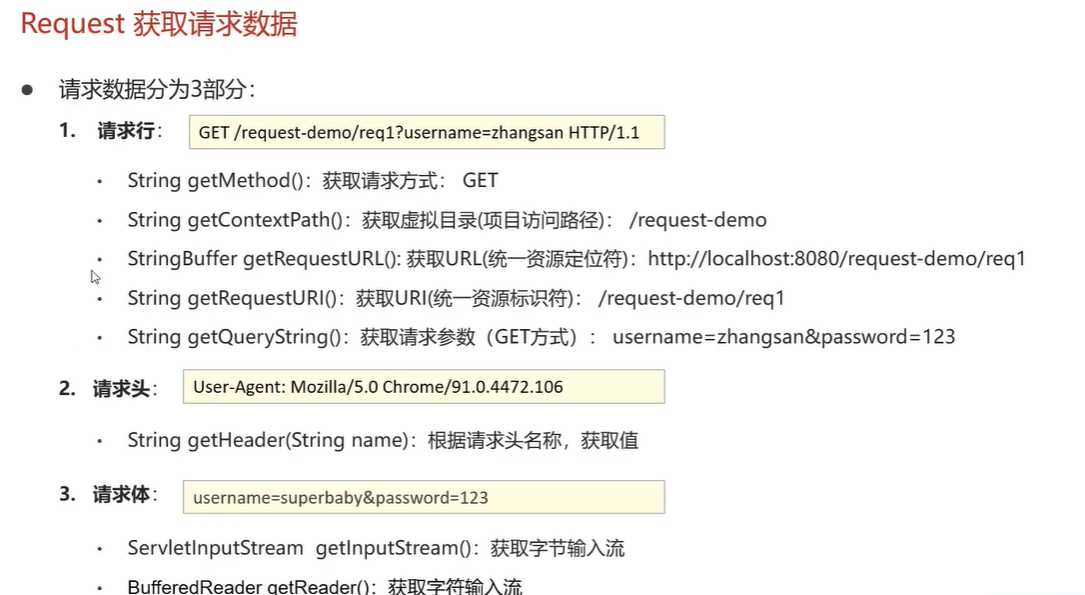 Request 获取请求数据
● 请求数据分为3部分：
1. 请求行： GET /request-demo/req1?username=zhangsan HTTP/1.1
• String getMethod()：获取请求方式： GET
• String getContextPath()：获取虚拟目录(项目访问路径)： /request-demo
• StringBuffer getRequestURL(): 获取URL(统一资源定位符)：http://localhost:8080/request-demo/req1
• String getRequestURI()：获取URI(统一资源标识符)： /request-demo/req1
• String getQueryString()：获取请求参数（GET方式）： username=zhangsan&password=123
2. 请求头： User-Agent: Mozilla/5.0 Chrome/91.0.4472.106
• String getHeader(String name)：根据请求头名称，获取值
3. 请求体： username=superbaby&password=123
• ServletInputStream getInputStream()：获取字节输入流
• BufferedReader getReader()：获取字符输入流